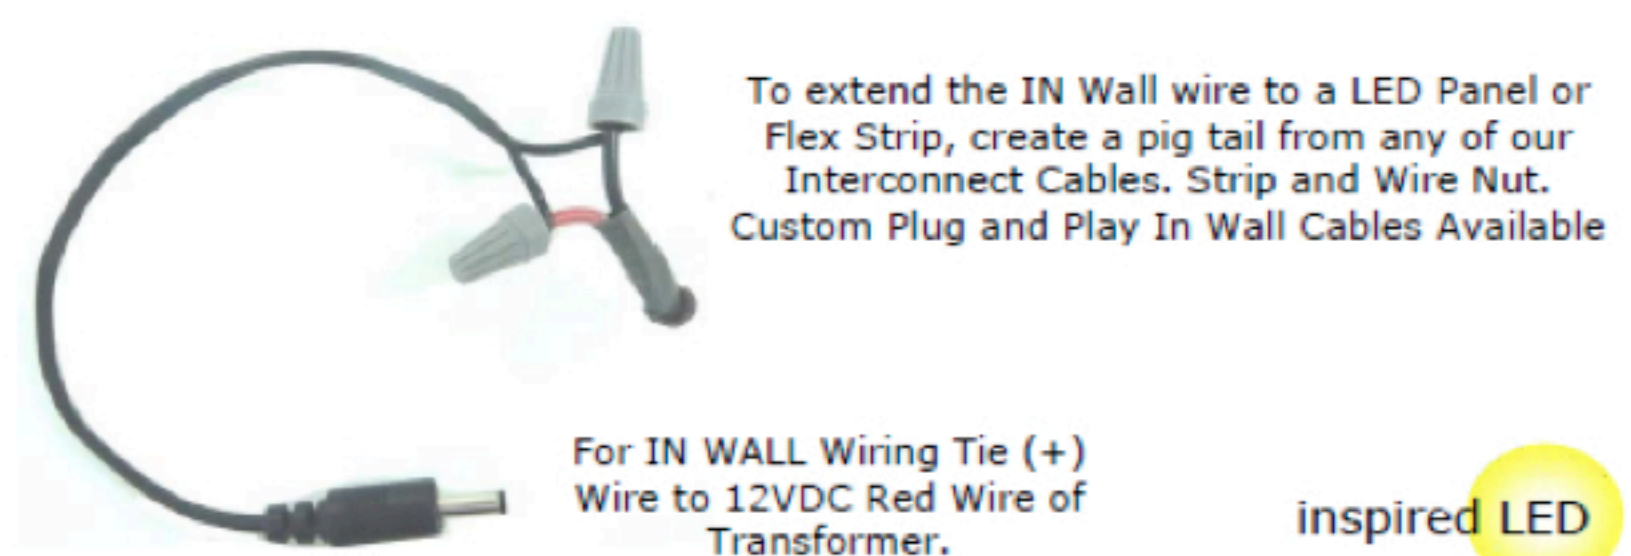 To extend the IN Wall wire to a LED Panel or
Flex Strip, create a pig tail from any of our
Interconnect Cables. Strip and Wire Nut.
Custom Plug and Play In Wall Cables Available
For IN WALL Wiring Tie (+)
Wire to 12VDC Red Wire of
Transformer.
inspired LED